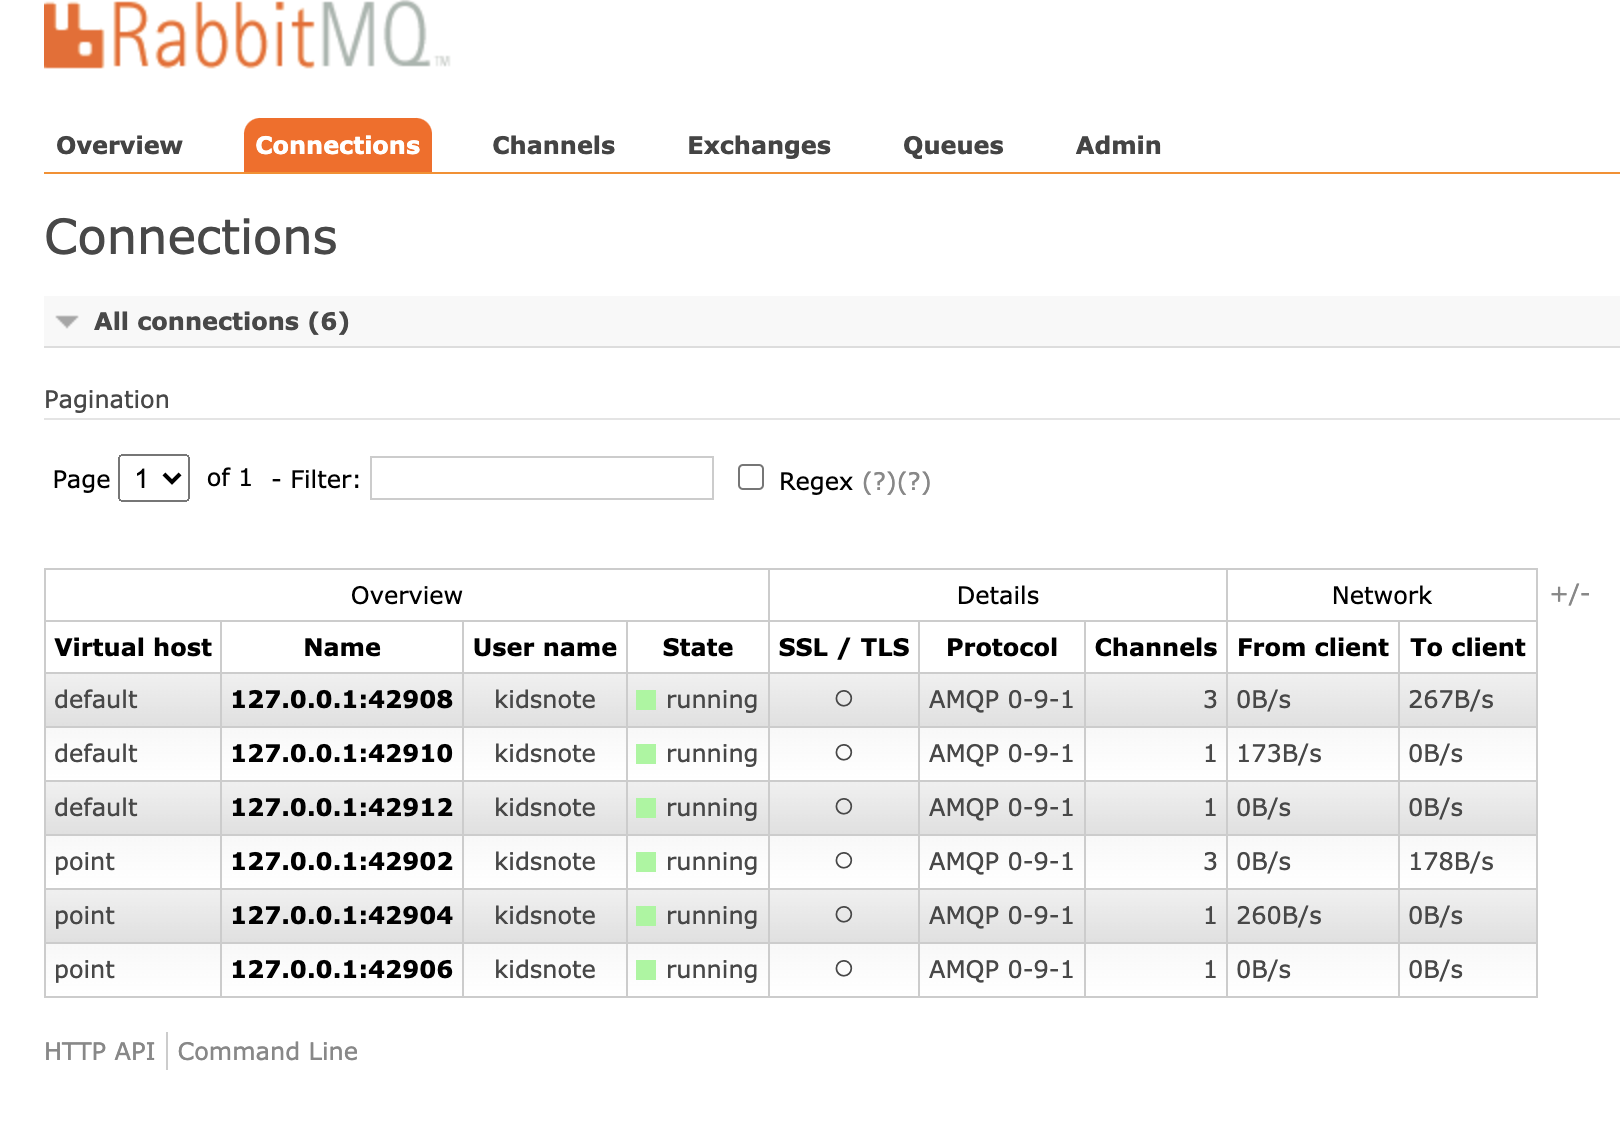 RabbitMQ™
Overview Connections Channels Exchanges Queues Admin
Connections
All connections (6)
Pagination
Page 1 of 1 - Filter: Regex (?)(?)
Overview Details Network +/-
Virtual host Name User name State SSL / TLS Protocol Channels From client To client
default 127.0.0.1:42908 kidsnote running ○ AMQP 0-9-1 3 0B/s 267B/s
default 127.0.0.1:42910 kidsnote running ○ AMQP 0-9-1 1 173B/s 0B/s
default 127.0.0.1:42912 kidsnote running ○ AMQP 0-9-1 1 0B/s 0B/s
point 127.0.0.1:42902 kidsnote running ○ AMQP 0-9-1 3 0B/s 178B/s
point 127.0.0.1:42904 kidsnote running ○ AMQP 0-9-1 1 260B/s 0B/s
point 127.0.0.1:42906 kidsnote running ○ AMQP 0-9-1 1 0B/s 0B/s
HTTP API Command Line